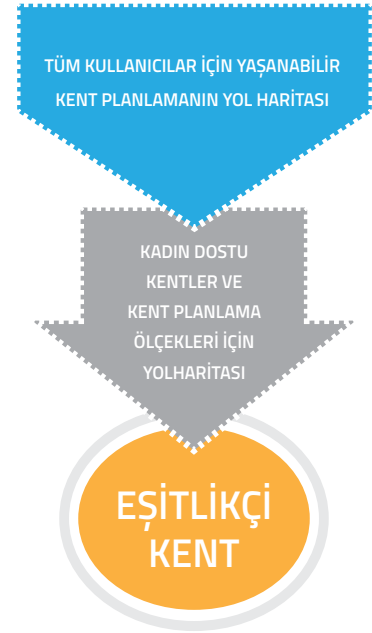 TÜM KULLANICILAR İÇİN YAŞANABİLİR
KENT PLANLAMANIN YOL HARİTASI
KADIN DOSTU
KENTLER VE
KENT PLANLAMA
ÖLÇEKLERİ İÇİN
YOLHARİTASI
EŞİTLİKÇİ
KENT